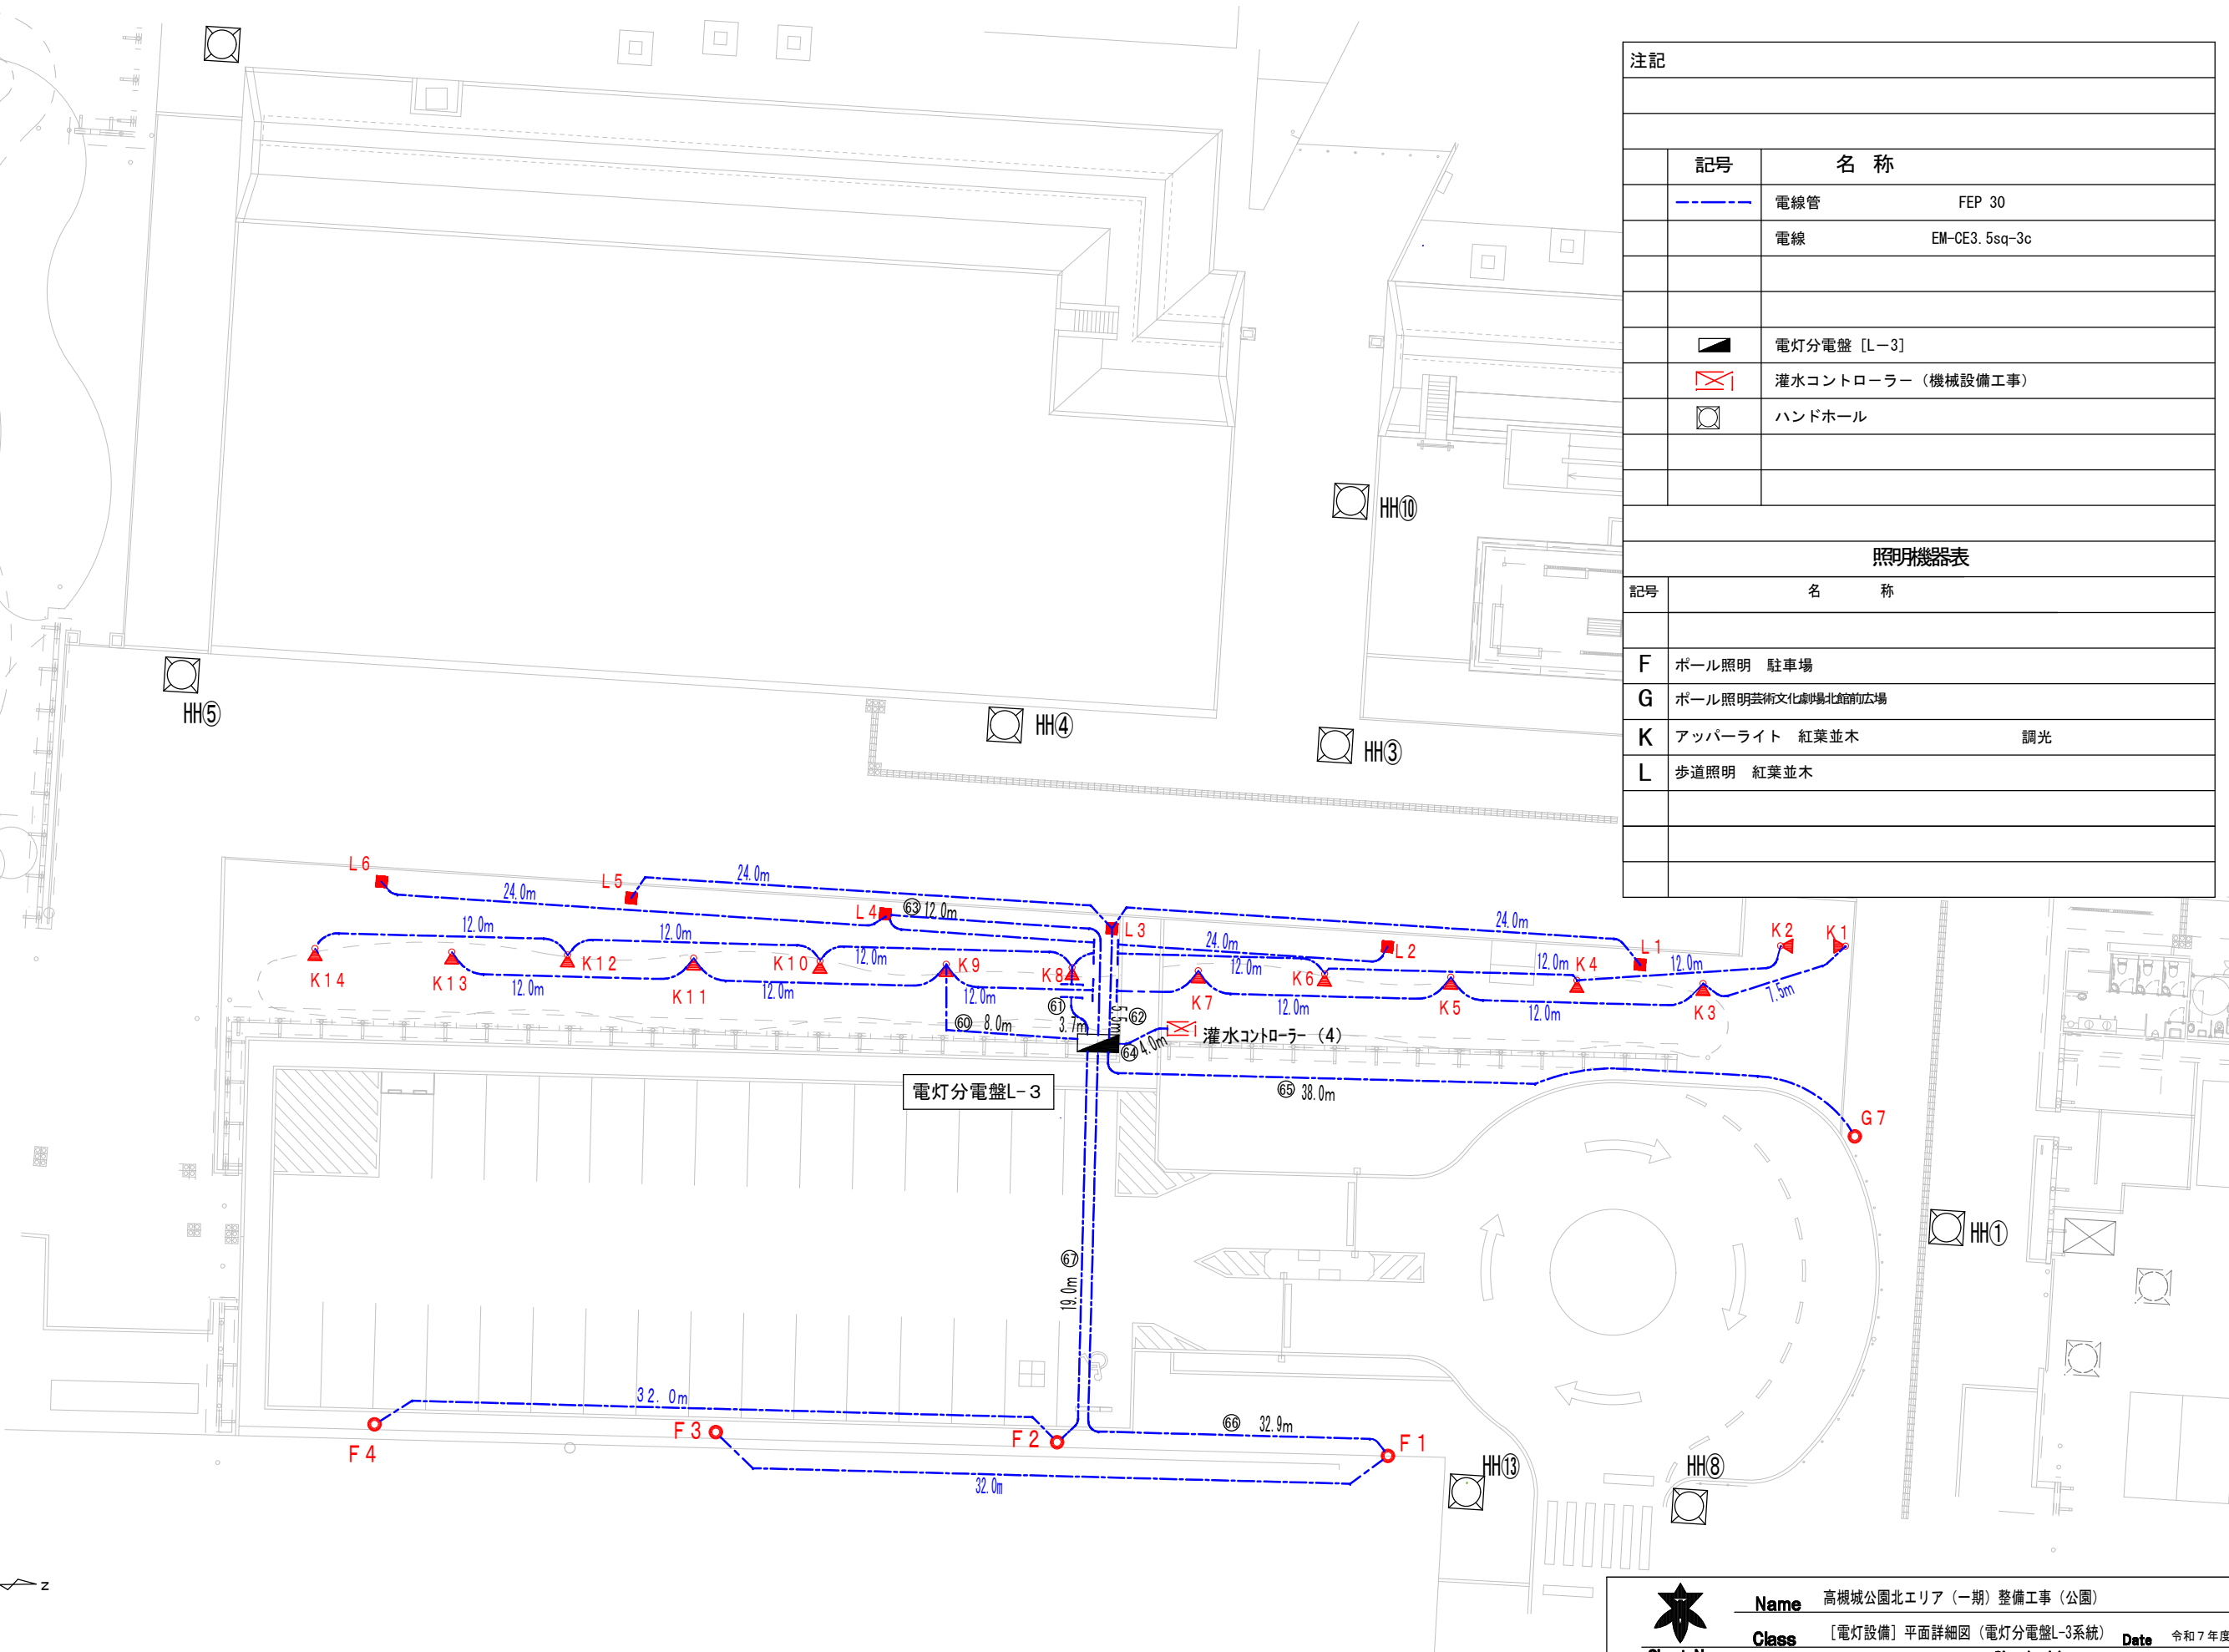 注記
記号 名 称
電線管 FEP 30
電線 EM-CE3.5sq-3c
電灯分電盤 [L-3]
灌水コントローラー (機械設備工事)
ハンドホール
照明機器表
記号 名 称
F ポール照明 駐車場
G ポール照明芸術文化劇場北館前広場
K アッパーライト 紅葉並木 調光
L 歩道照明 紅葉並木
HH⑩
HH⑤
HH④
HH③
L6
24.0m
L5
24.0m
L4
㊿+13 12.0m
L3
24.0m
L1
K2
K1
12.0m
12.0m
12.0m
24.0m
L2
12.0m
12.0m
K4
12.0m
K14
K13
K12
K10
K9
K8
K6
12.0m
K11
12.0m
12.0m
K7
12.0m
K5
12.0m
K3
7.5m
60 8.0m
61
3.7m
5.5m
62
64 4.0m
灌水コントローラー (4)
電灯分電盤L-3
65 38.0m
G7
HH①
67
19.0m
32.0m
F4
F3
F2
66 32.9m
F1
32.0m
HH⑬
HH⑧
z
Name 高槻城公園北エリア (一期) 整備工事 (公園)
Class [電灯設備] 平面詳細図 (電灯分電盤L-3系統) Date 令和7年度